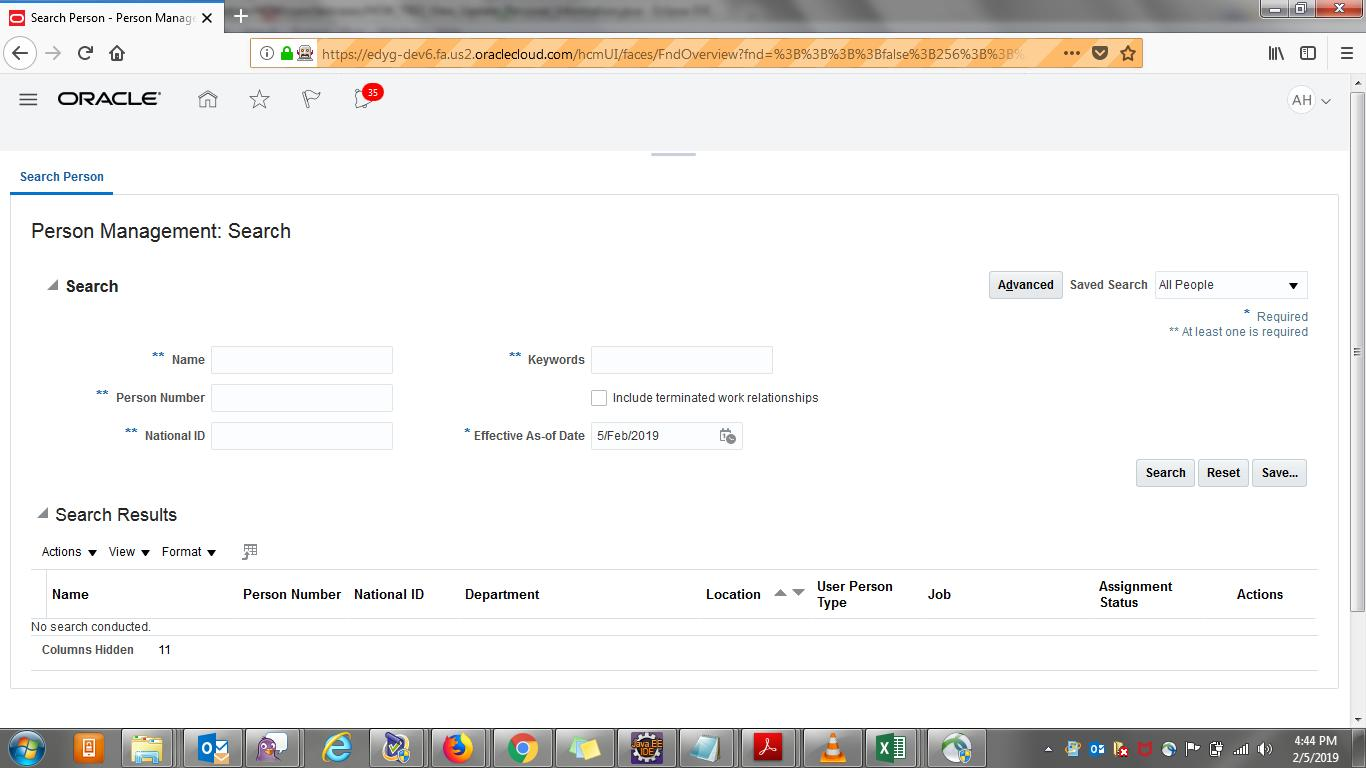 Search Person - Person Manage
https://edyg-dev6.fa.us2.oraclecloud.com/hcmUI/faces/FndOverview?fnd=%3B%3B%3B%3Bfalse%3B256%3B%3B%
ORACLE
35
AH
Search Person
Person Management: Search
Search
Advanced Saved Search All People
* Required
** At least one is required
** Name ** Keywords
** Person Number Include terminated work relationships
** National ID * Effective As-of Date 5/Feb/2019
Search Reset Save...
Search Results
Actions View Format
Name Person Number National ID Department Location User Person Type Job Assignment Status Actions
No search conducted.
Columns Hidden 11
Java EE
IDE
4:44 PM
2/5/2019